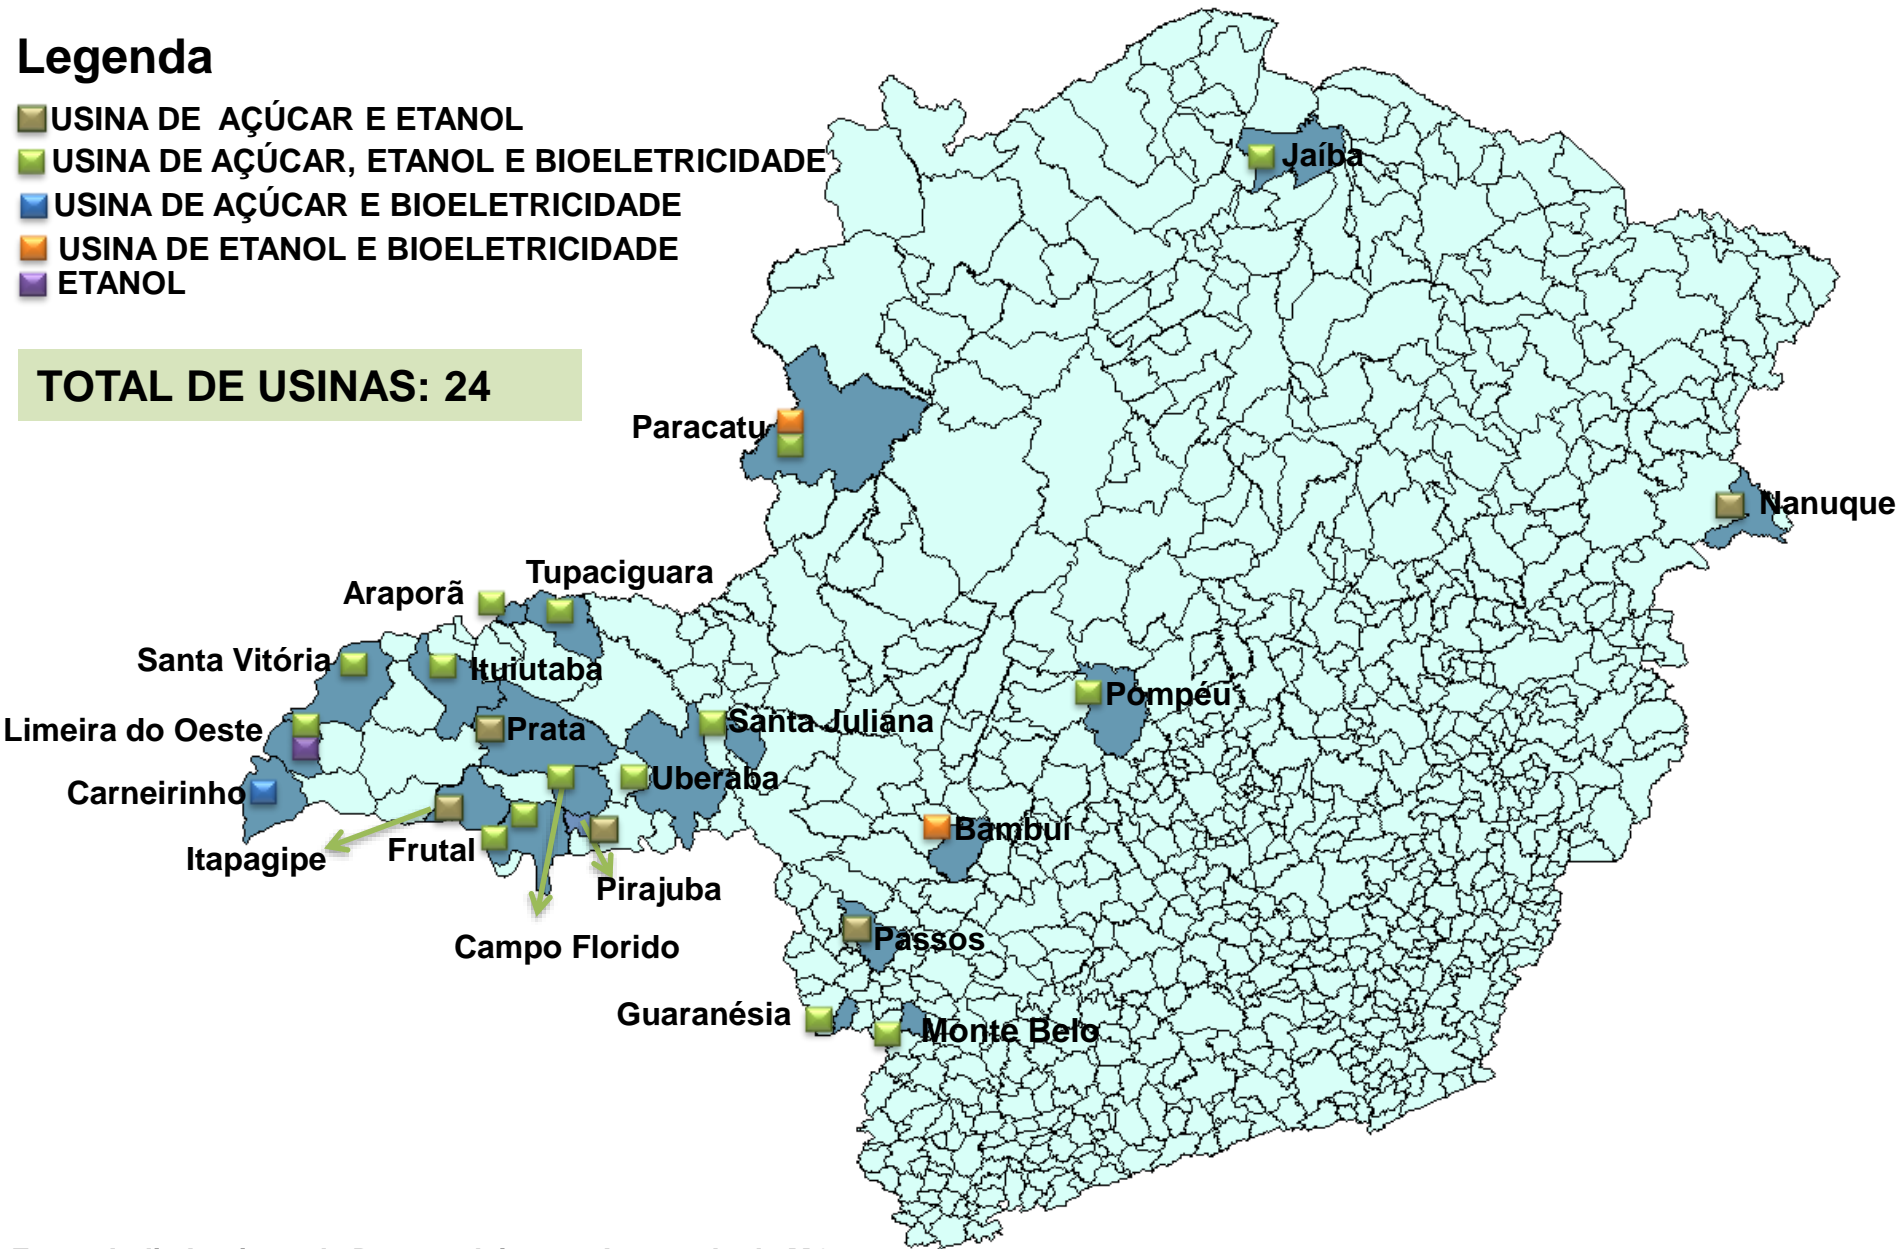 Legenda
USINA DE AÇÚCAR E ETANOL
USINA DE AÇÚCAR, ETANOL E BIOELETRICIDADE
USINA DE AÇÚCAR E BIOELETRICIDADE
USINA DE ETANOL E BIOELETRICIDADE
ETANOL
TOTAL DE USINAS: 24
Jaíba
Paracatu
Nanuque
Tupaciguara
Araporã
Santa Vitória
Ituiutaba
Pompéu
Limeira do Oeste
Prata
Santa Juliana
Carneirinho
Uberaba
Bambuí
Itapagipe
Frutal
Pirajuba
Campo Florido
Passos
Guaranésia
Monte Belo